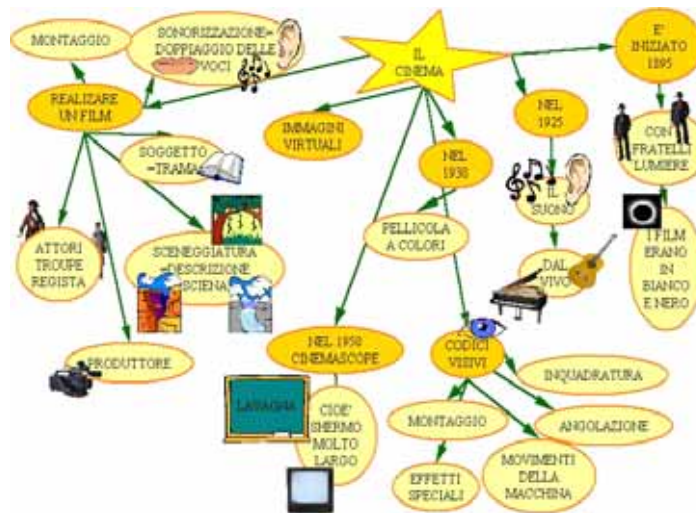 IL
CINEMA
E'
INIZIATO
1895
CON
FRATELLI
LUMIERE
I FILM
ERANO
IN
BIANCO
E NERO
NEL
1925
IL
SUONO
DAL
VIVO
NEL
1930
PELLICOLA
A COLORI
IMMAGINI
VIRTUALI
REALIZARE
UN FILM
MONTAGGIO
SONORIZZAZIONE=
DOPPIAGGIO DELLE
VOCI
SOGGETTO
=TRAMA
SCENEGGIATURA
=DESCRIZIONE
SCIENA
ATTORI
TROUPE
REGISTA
PRODUTTORE
NEL 1950
CINEMASCOPE
LAVAGNA
CIOE'
SHERMO
MOLTO
LARGO
CODICI
VISIVI
INQUADRATURA
ANGOLAZIONE
MOVIMENTI
DELLA
MACCHINA
MONTAGGIO
EFFETTI
SPECIALI